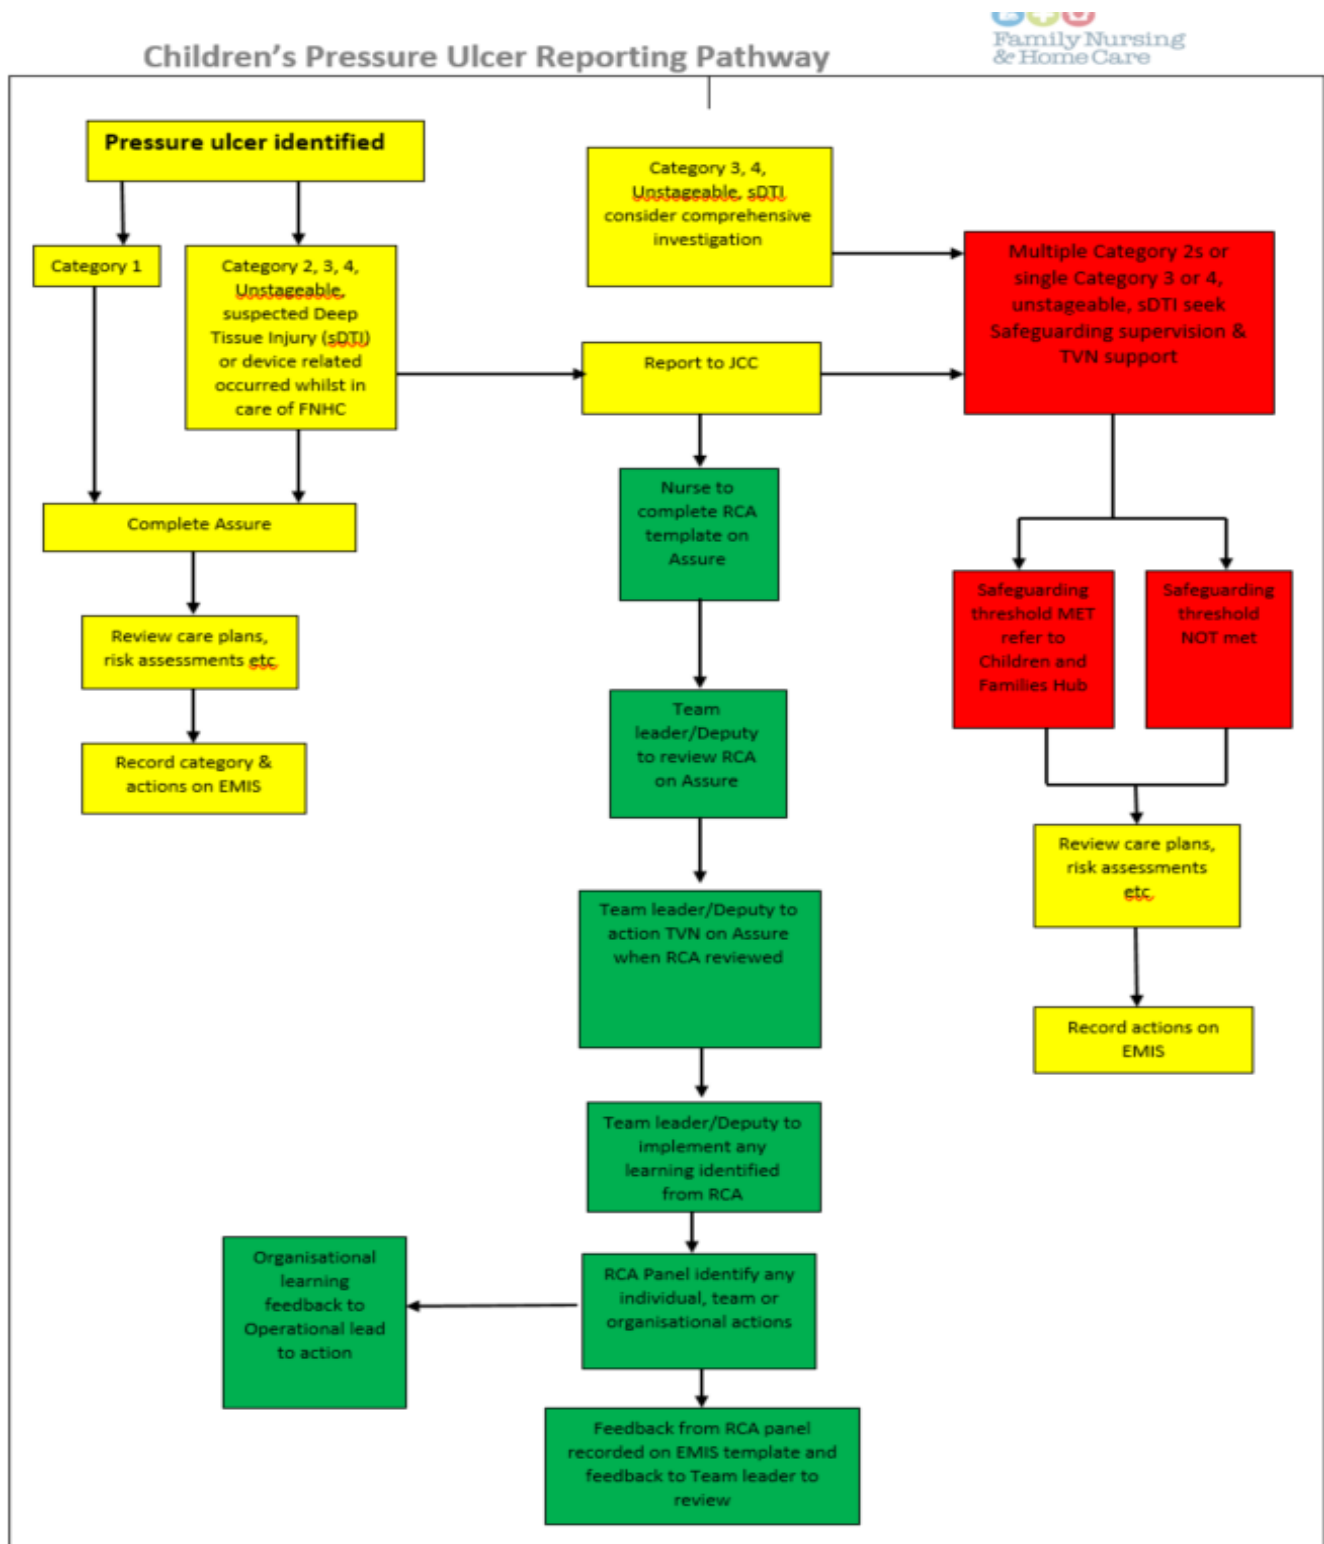 Family Nursing
& Home Care
Children's Pressure Ulcer Reporting Pathway
Pressure ulcer identified
Category 1
Category 2, 3, 4,
Unstageable,
suspected Deep
Tissue Injury (sDTI)
or device related
occurred whilst in
care of FNHC
Complete Assure
Review care plans,
risk assessments etc
Record category &
actions on EMIS
Category 3, 4,
Unstageable, sDTI
consider comprehensive
investigation
Report to JCC
Nurse to
complete RCA
template on
Assure
Team
leader/Deputy
to review RCA
on Assure
Team leader/Deputy to
action TVN on Assure
when RCA reviewed
Team leader/Deputy to
implement any
learning identified
from RCA
RCA Panel identify any
individual, team or
organisational actions
Organisational
learning
feedback to
Operational lead
to action
Feedback from RCA panel
recorded on EMIS template and
feedback to Team leader to
review
Multiple Category 2s or
single Category 3 or 4,
unstageable, sDTI seek
Safeguarding supervision &
TVN support
Safeguarding
threshold MET
refer to
Children and
Families Hub
Safeguarding
threshold
NOT met
Review care plans,
risk assessments
etc
Record actions on
EMIS